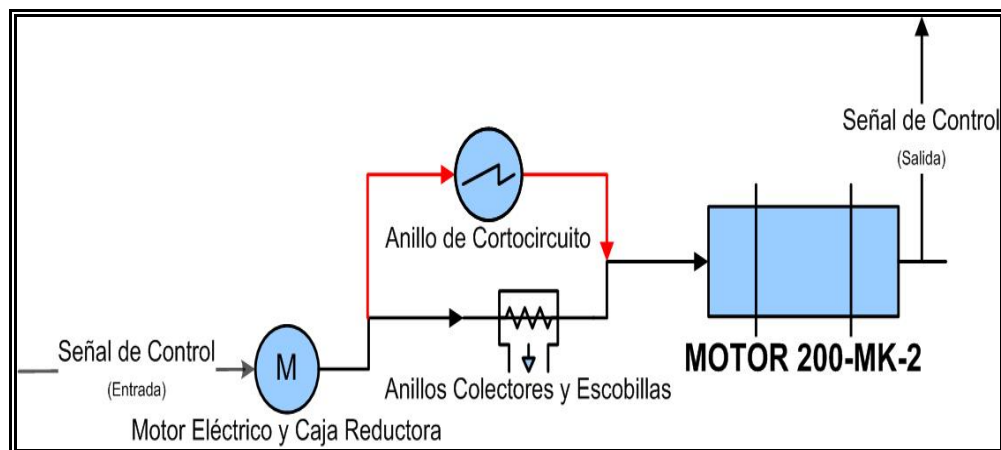 Señal de Control
(Salida)
Anillo de Cortocircuito
Señal de Control
(Entrada)
M
Anillos Colectores y Escobillas
MOTOR 200-MK-2
Motor Eléctrico y Caja Reductora